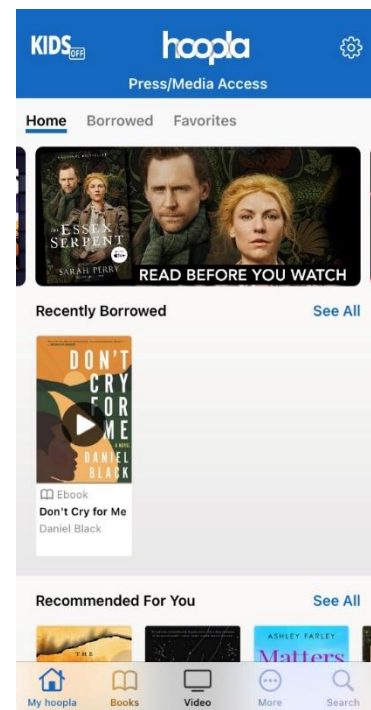 KIDS OFF
hoopla
Press/Media Access
Home Borrowed Favorites
THE
ESSEX
SERPENT
SARAH PERRY
READ BEFORE YOU WATCH
Recently Borrowed See All
DON'T
CRY
FOR
ME
A NOVEL
DANIEL
BLACK
Ebook
Don't Cry for Me
Daniel Black
Recommended For You See All
THE
ASHLEY FARLEY
Matters
My hoopla Books Video More Search